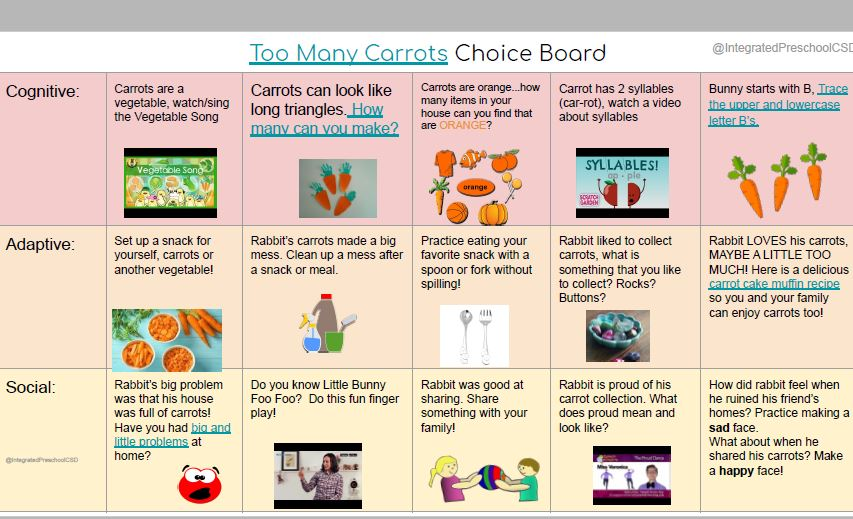 Too Many Carrots Choice Board
@IntegratedPreschoolCSD
Cognitive:
Carrots are a
vegetable, watch/sing
the Vegetable Song
Vegetable Song
Carrots can look like
long triangles. How
many can you make?
Carrots are orange...how
many items in your
house can you find that
are ORANGE?
orange
Carrot has 2 syllables
(car-rot), watch a video
about syllables
SYLLABLES!
ap - ple
SCRATCH
GARDEN
Bunny starts with B, Trace
the upper and lowercase
letter B's.
Adaptive:
Set up a snack for
yourself, carrots or
another vegetable!
Rabbit's carrots made a big
mess. Clean up a mess after
a snack or meal.
Practice eating your
favorite snack with a
spoon or fork without
spilling!
Rabbit liked to collect
carrots, what is
something that you like
to collect? Rocks?
Buttons?
Rabbit LOVES his carrots,
MAYBE A LITTLE TOO
MUCH! Here is a delicious
carrot cake muffin recipe
so you and your family
can enjoy carrots too!
Social:
@IntegratedPreschoolCSD
Rabbit's big problem
was that his house
was full of carrots!
Have you had big and
little problems at
home?
Do you know Little Bunny
Foo Foo? Do this fun finger
play!
Rabbit was good at
sharing. Share
something with your
family!
Rabbit is proud of his
carrot collection. What
does proud mean and
look like?
The Proud Dance
Miss Veronica
How did rabbit feel when
he ruined his friend's
homes? Practice making a
sad face.
What about when he
shared his carrots? Make
a happy face!